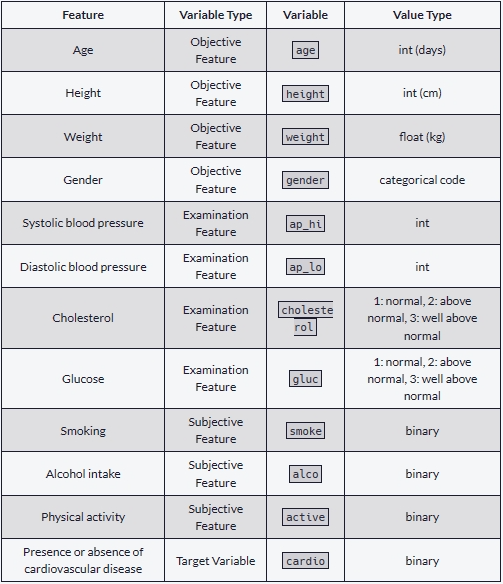 Feature Variable Type Variable Value Type
Age Objective Feature age int (days)
Height Objective Feature height int (cm)
Weight Objective Feature weight float (kg)
Gender Objective Feature gender categorical code
Systolic blood pressure Examination Feature ap_hi int
Diastolic blood pressure Examination Feature ap_lo int
Cholesterol Examination Feature cholesterol 1: normal, 2: above normal, 3: well above normal
Glucose Examination Feature gluc 1: normal, 2: above normal, 3: well above normal
Smoking Subjective Feature smoke binary
Alcohol intake Subjective Feature alco binary
Physical activity Subjective Feature active binary
Presence or absence of cardiovascular disease Target Variable cardio binary